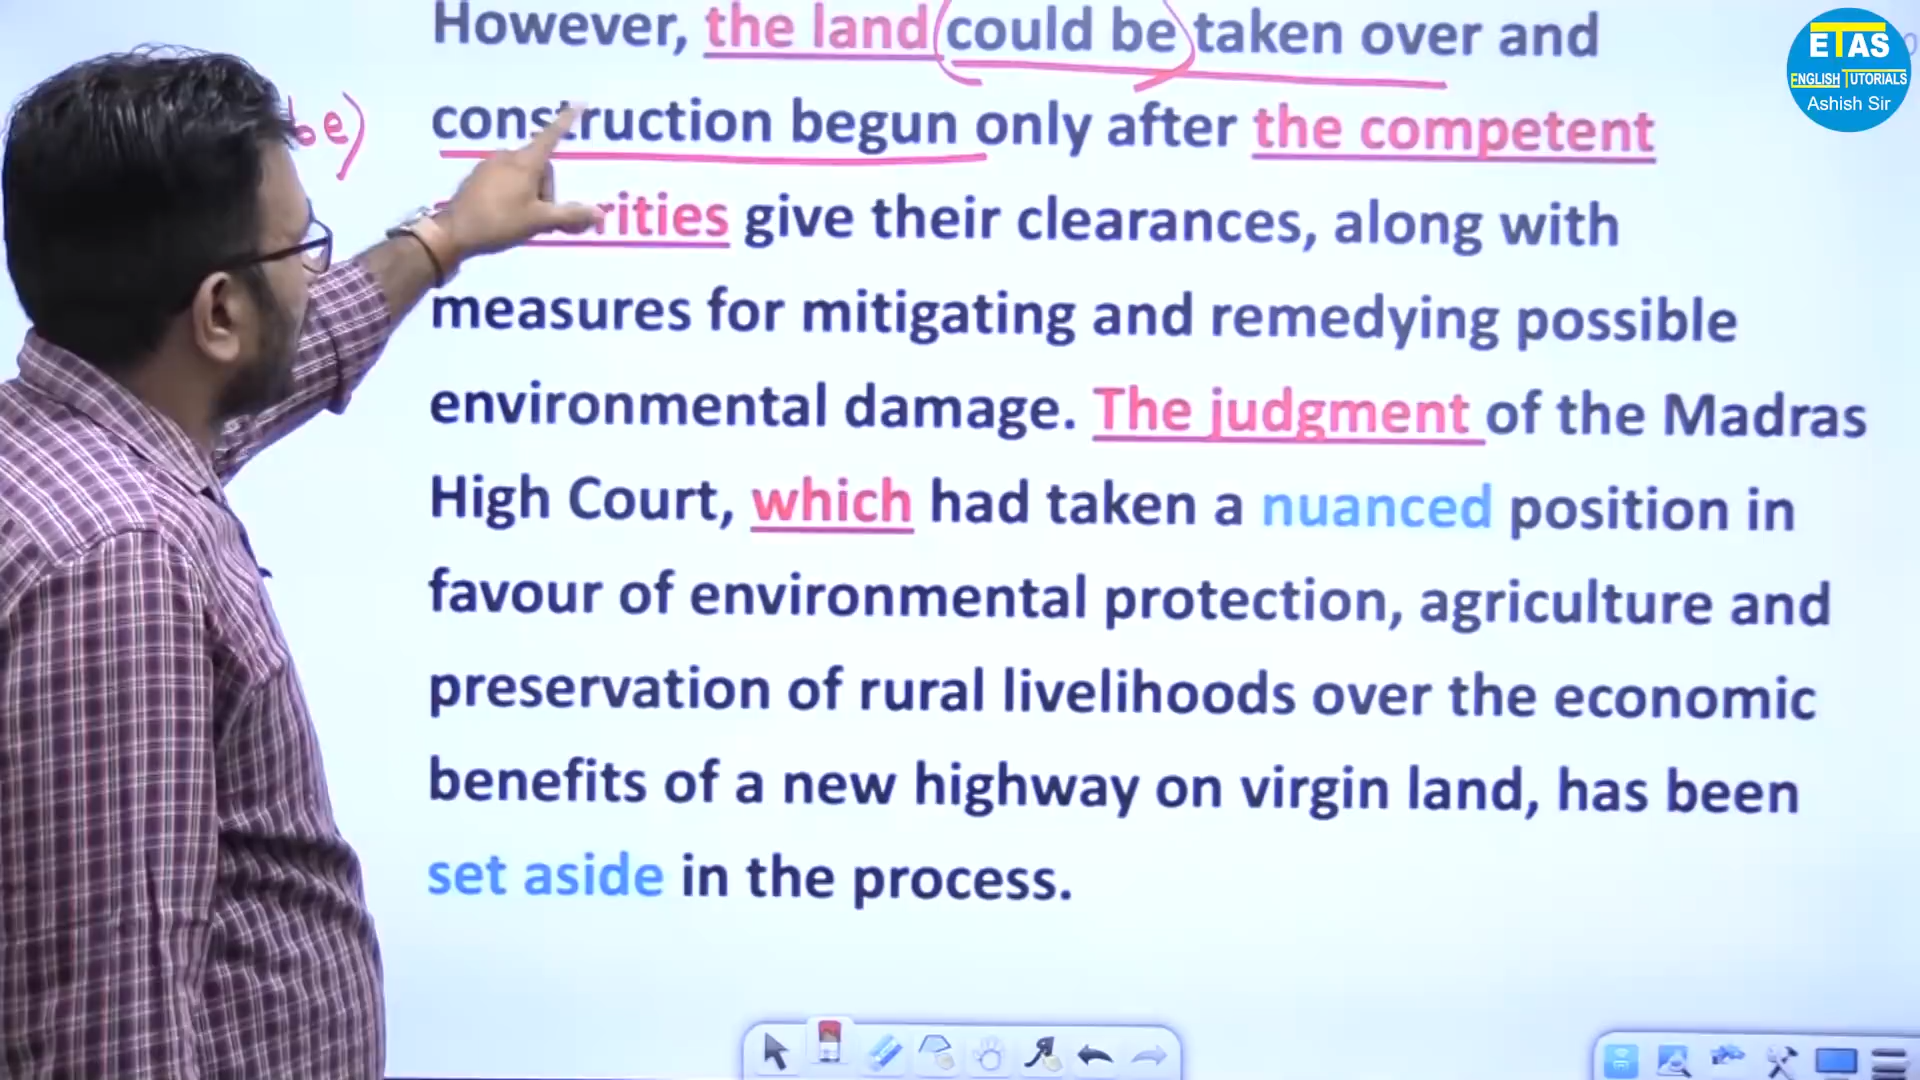 However, the land could be taken over and
be)
construction begun only after the competent
give their clearances, along with
measures for mitigating and remedying possible
environmental damage. The judgment of the Madras
High Court, which had taken a nuanced position in
favour of environmental protection, agriculture and
preservation of rural livelihoods over the economic
benefits of a new highway on virgin land, has been
set aside in the process.
ETAS
ENGLISH TUTORIALS
Ashish Sir